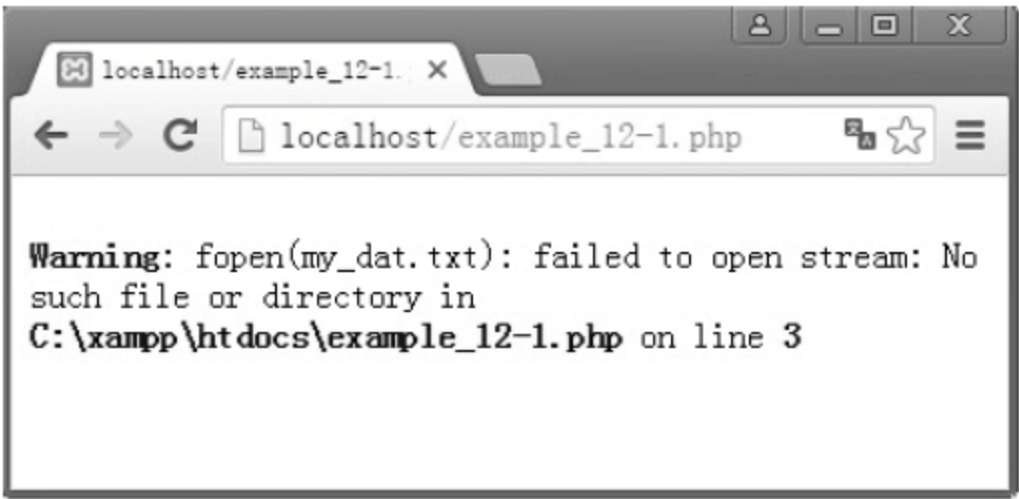 localhost/example_12-1.
localhost/example_12-1.php
Warning: fopen(my_dat.txt): failed to open stream: No
such file or directory in
C:\xampp\htdocs\example_12-1.php on line 3